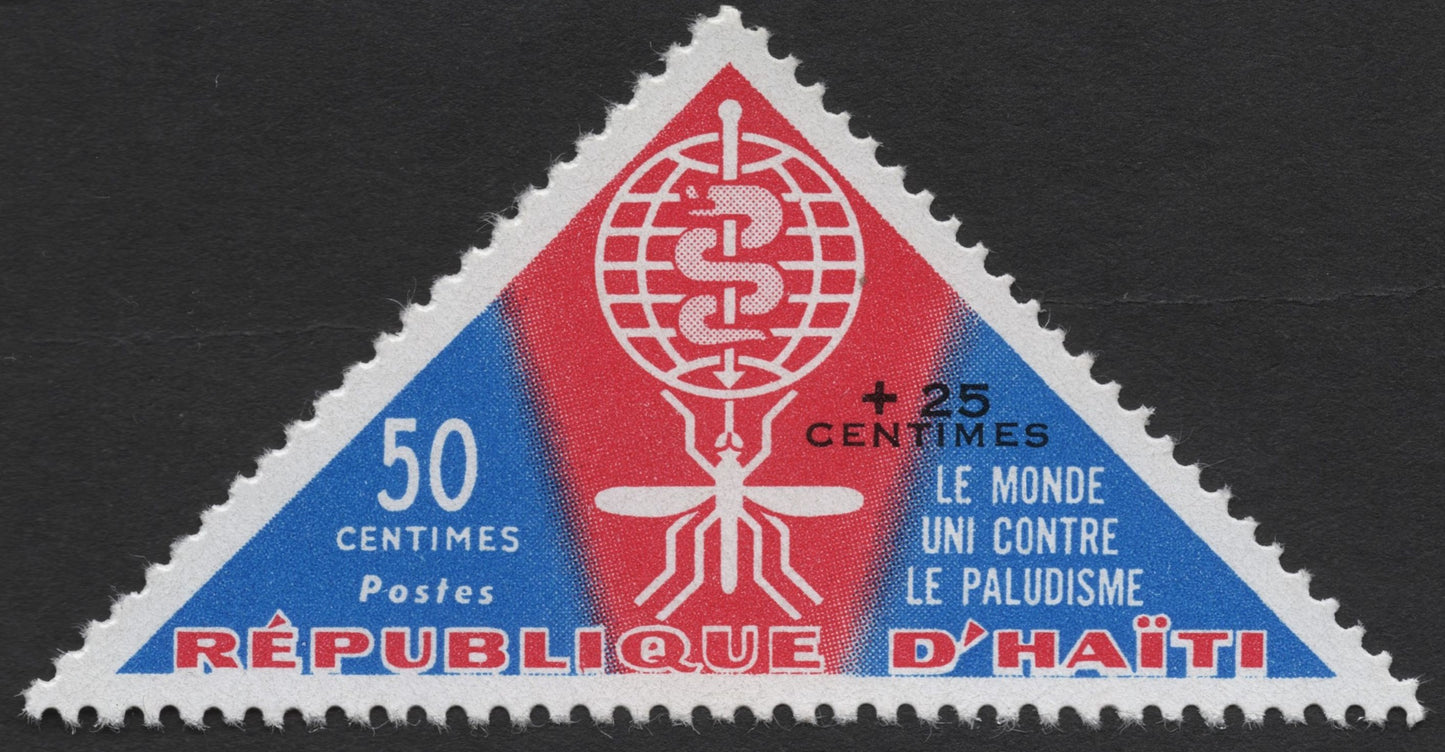 50
CENTIMES
Postes
+ 25
CENTIMES
LE MONDE
UNI CONTRE
LE PALUDISME
RÉPUBLIQUE D'HAÏTI